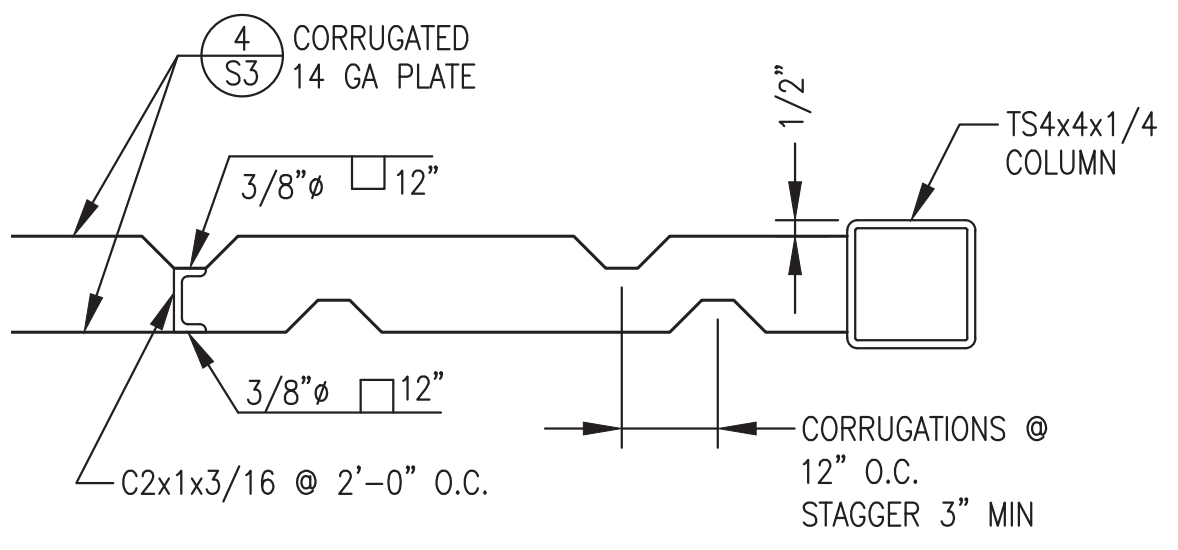 4
S3
CORRUGATED
14 GA PLATE
1/2"
TS4x4x1/4
COLUMN
3/8"ø 12"
3/8"ø 12"
C2x1x3/16 @ 2'-0" O.C.
CORRUGATIONS @
12" O.C.
STAGGER 3" MIN